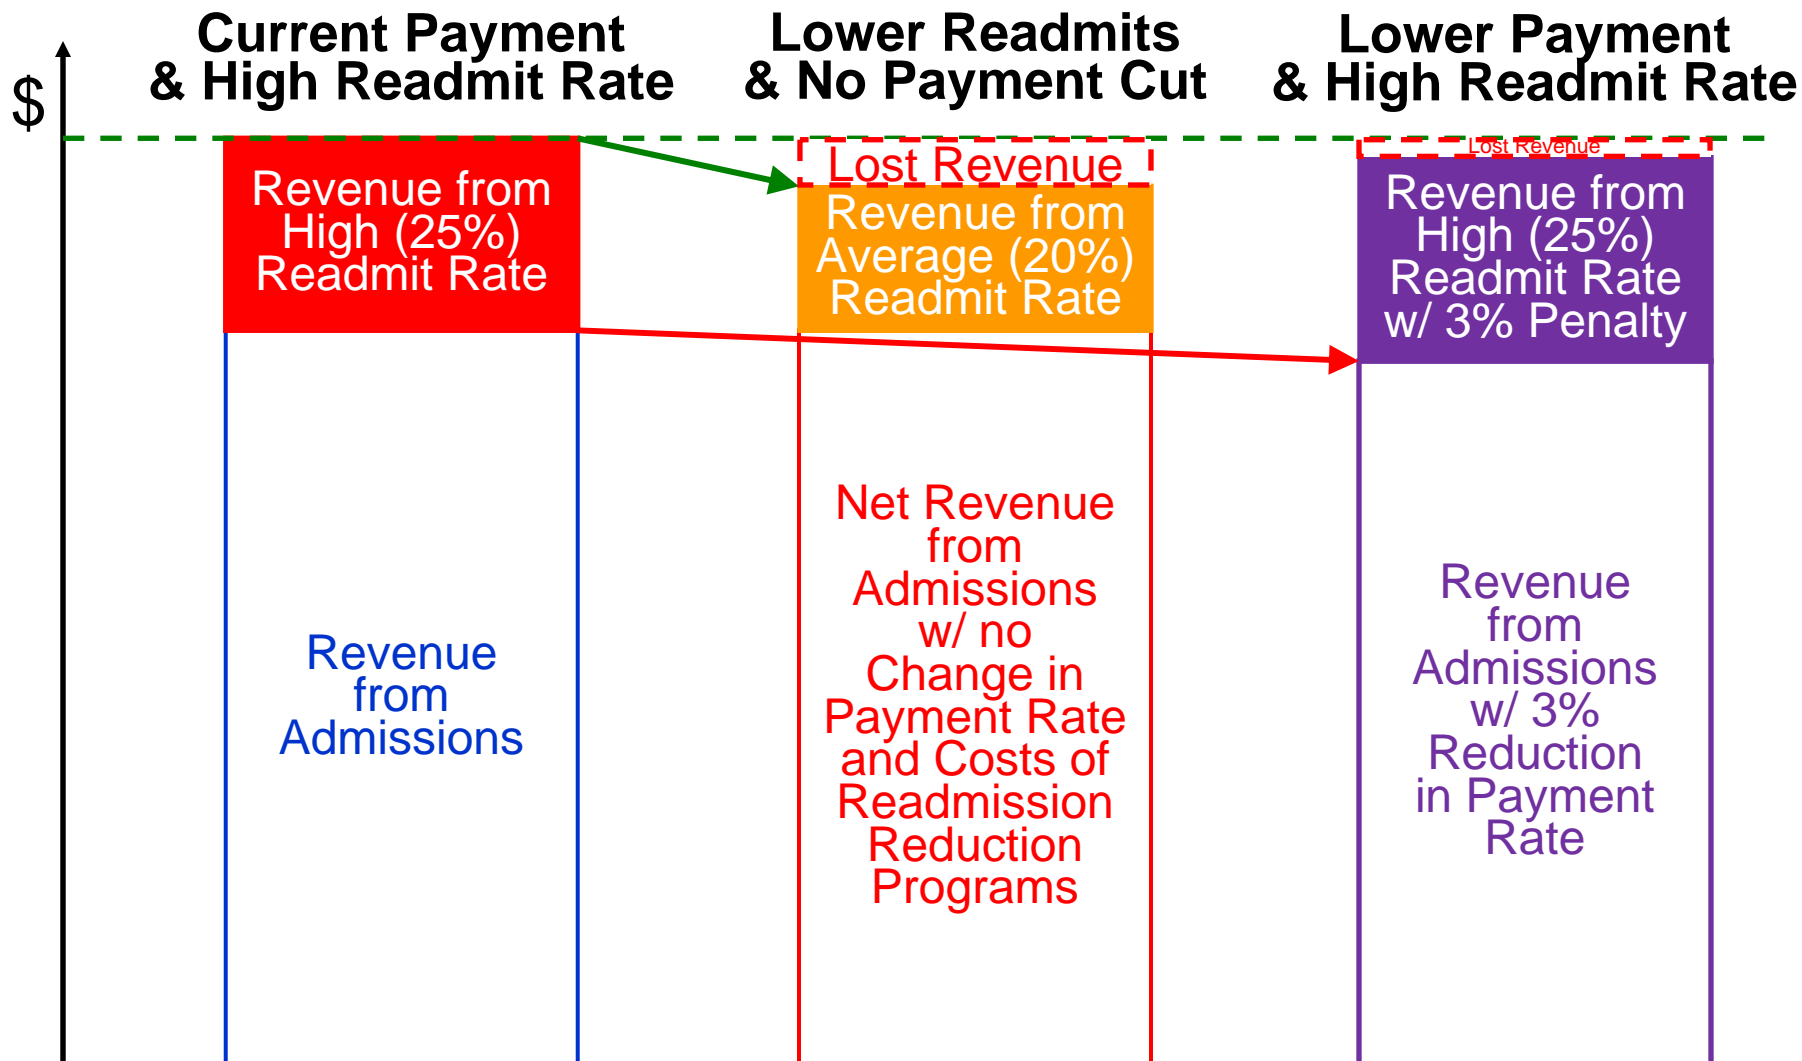 Current Payment
& High Readmit Rate
Lower Readmits
& No Payment Cut
Lower Payment
& High Readmit Rate
$
Revenue from
High (25%)
Readmit Rate
Revenue
from
Admissions
Lost Revenue
Revenue from
Average (20%)
Readmit Rate
Net Revenue
from
Admissions
w/ no
Change in
Payment Rate
and Costs of
Readmission
Reduction
Programs
Lost Revenue
Revenue from
High (25%)
Readmit Rate
w/ 3% Penalty
Revenue
from
Admissions
w/ 3%
Reduction
in Payment
Rate